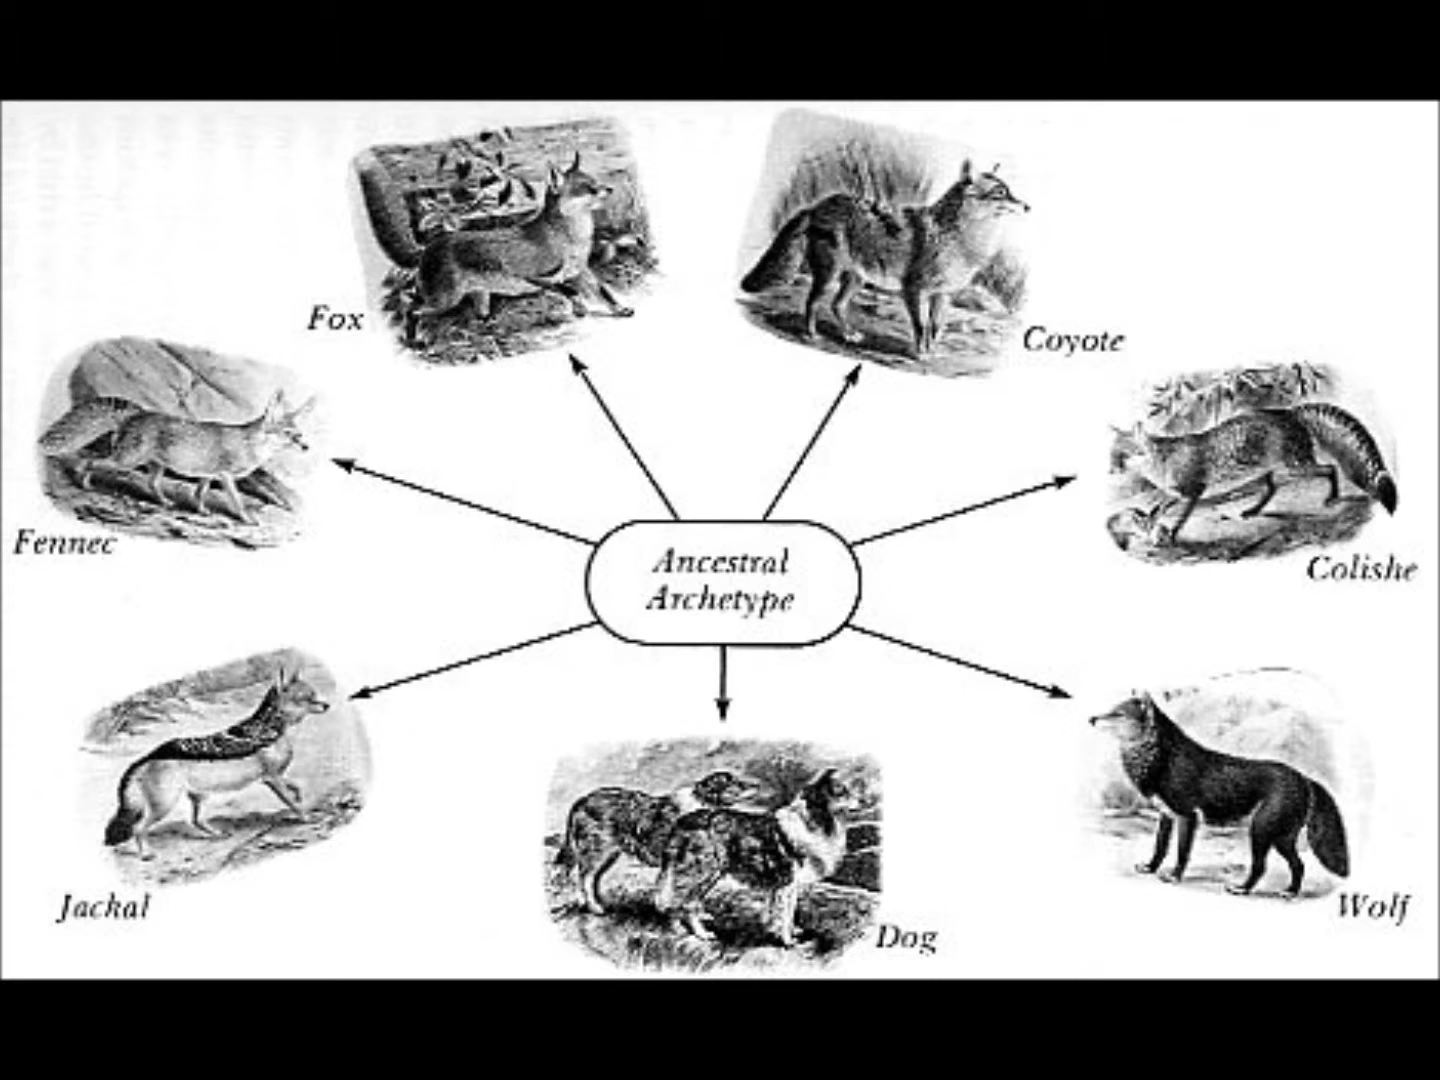 Fox
Coyote
Fennec
Colishe
Ancestral
Archetype
Jackal
Wolf
Dog